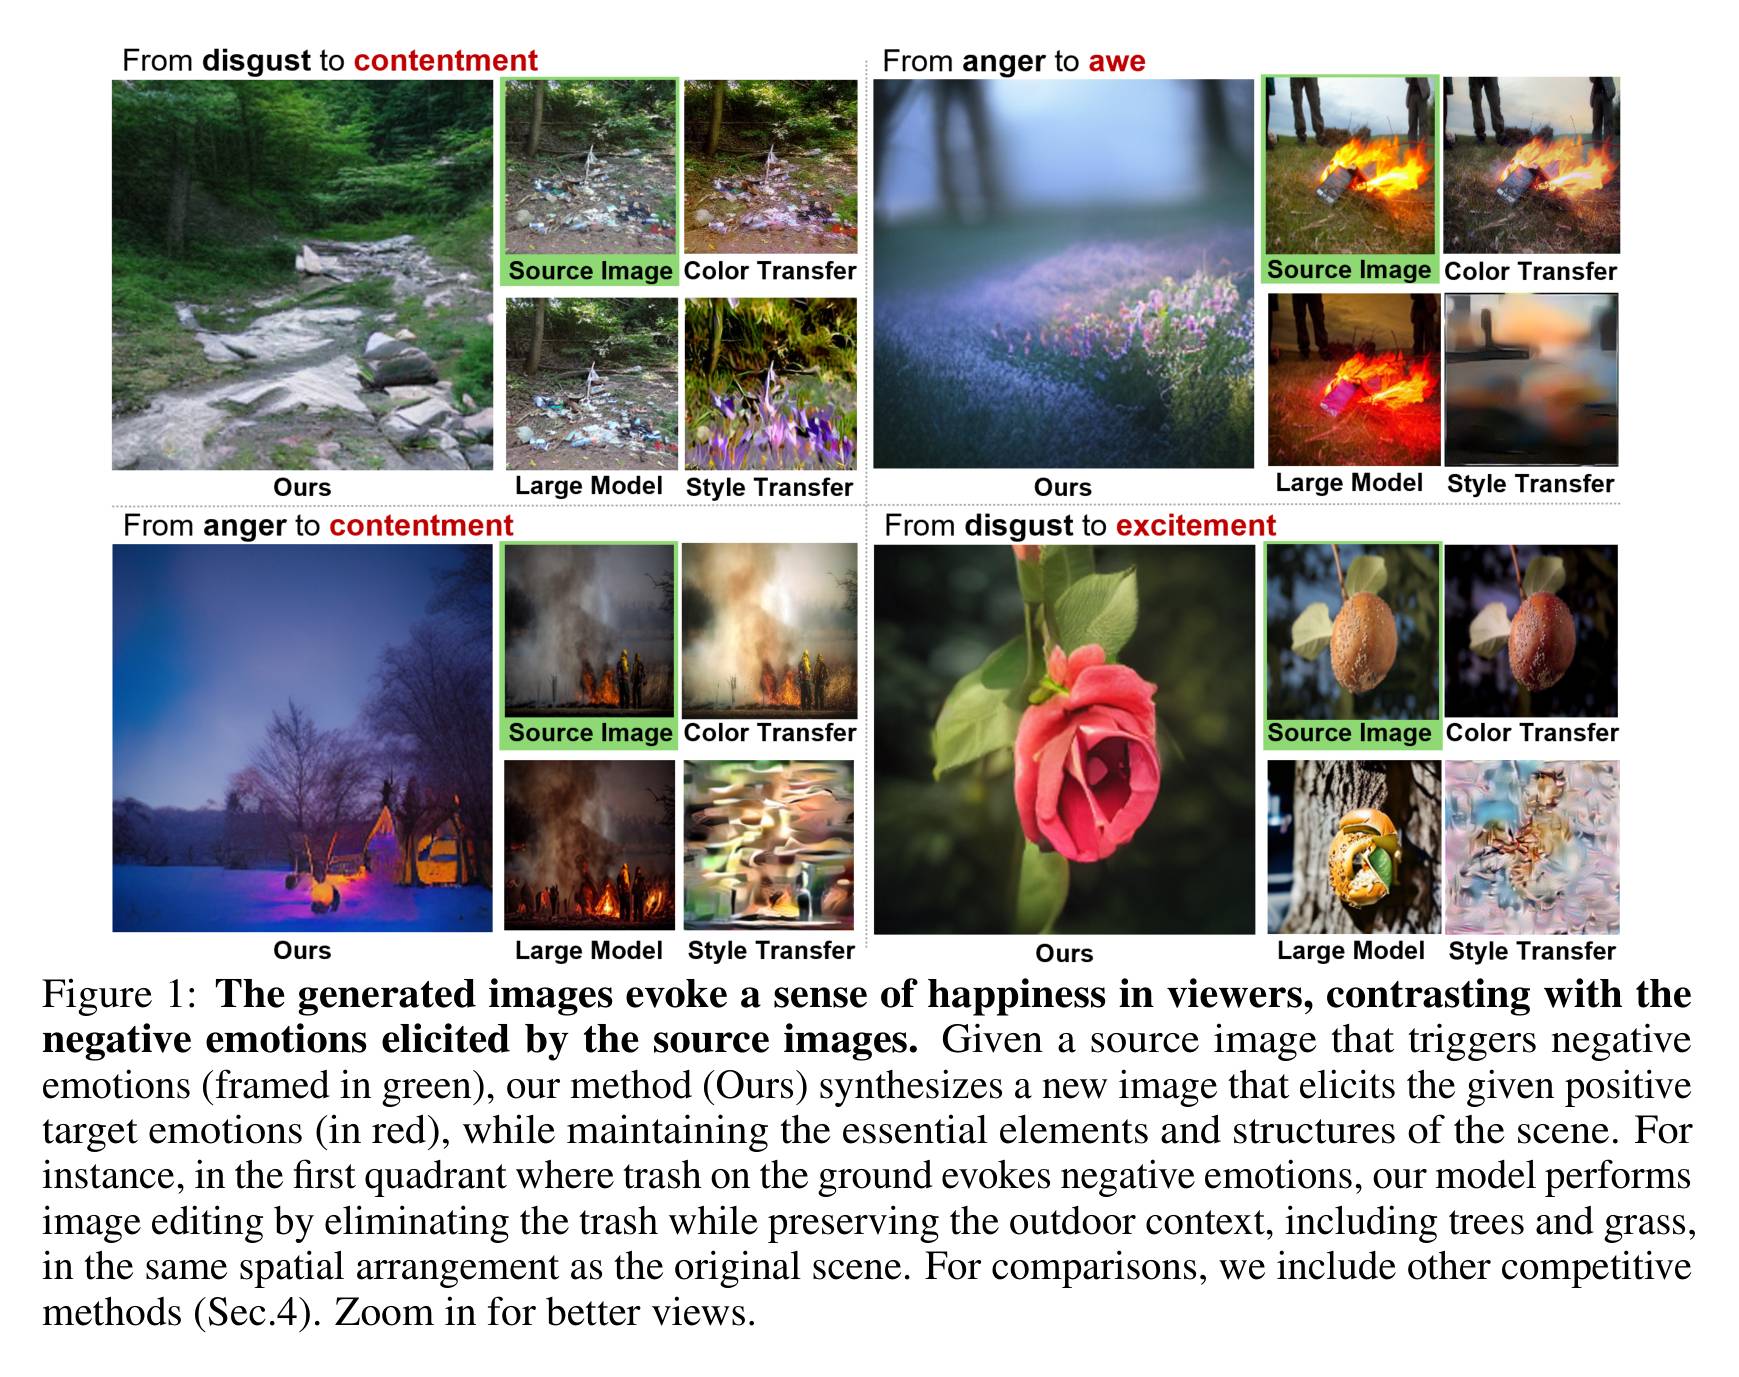 From disgust to contentment
Source Image
Color Transfer
Ours
Large Model
Style Transfer
From anger to awe
Source Image
Color Transfer
Ours
Large Model
Style Transfer
From anger to contentment
Source Image
Color Transfer
Ours
Large Model
Style Transfer
From disgust to excitement
Source Image
Color Transfer
Ours
Large Model
Style Transfer
Figure 1: The generated images evoke a sense of happiness in viewers, contrasting with the
negative emotions elicited by the source images. Given a source image that triggers negative
emotions (framed in green), our method (Ours) synthesizes a new image that elicits the given positive
target emotions (in red), while maintaining the essential elements and structures of the scene. For
instance, in the first quadrant where trash on the ground evokes negative emotions, our model performs
image editing by eliminating the trash while preserving the outdoor context, including trees and grass,
in the same spatial arrangement as the original scene. For comparisons, we include other competitive
methods (Sec.4). Zoom in for better views.